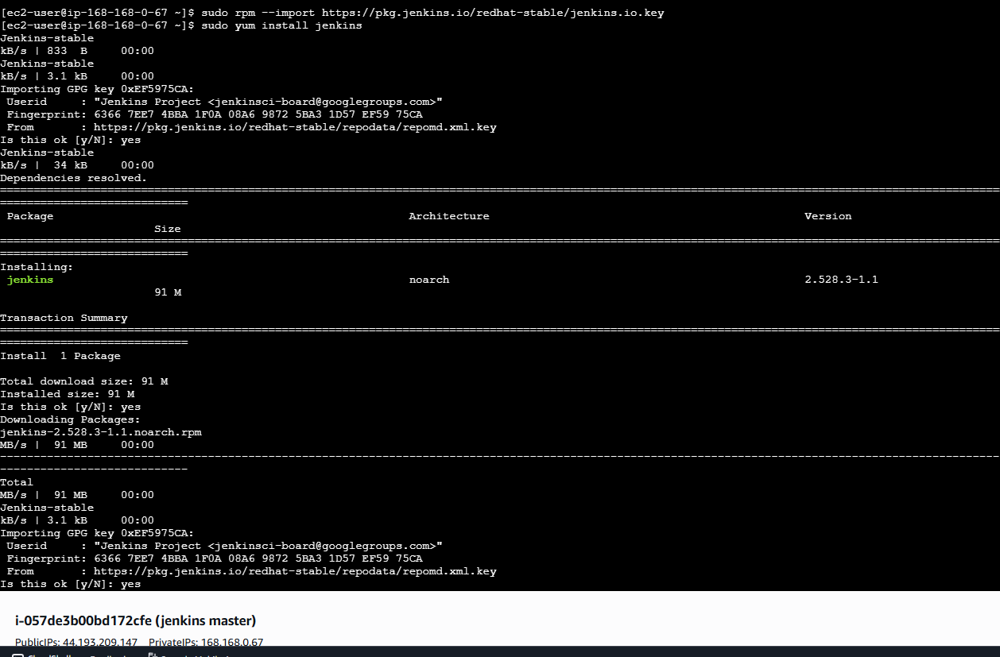 [ec2-user@ip-168-168-0-67 ~]$ sudo rpm --import https://pkg.jenkins.io/redhat-stable/jenkins.io.key
[ec2-user@ip-168-168-0-67 ~]$ sudo yum install jenkins
Jenkins-stable
kB/s | 833  B     00:00
Jenkins-stable
kB/s | 3.1 kB     00:00
Importing GPG key 0xEF5975CA:
 Userid     : "Jenkins Project <jenkinsci-board@googlegroups.com>"
 Fingerprint: 6366 7EE7 4BBA 1F0A 08A6 9872 5BA3 1D57 EF59 75CA
 From       : https://pkg.jenkins.io/redhat-stable/repodata/repomd.xml.key
Is this ok [y/N]: yes
Jenkins-stable
kB/s |  34 kB     00:00
Dependencies resolved.
Package Architecture Version
Size
Installing:
jenkins noarch 2.528.3-1.1
91 M
Transaction Summary
Install  1 Package
Total download size: 91 M
Installed size: 91 M
Is this ok [y/N]: yes
Downloading Packages:
jenkins-2.528.3-1.1.noarch.rpm
MB/s |  91 MB     00:00
Total
MB/s |  91 MB     00:00
Jenkins-stable
kB/s | 3.1 kB     00:00
Importing GPG key 0xEF5975CA:
 Userid     : "Jenkins Project <jenkinsci-board@googlegroups.com>"
 Fingerprint: 6366 7EE7 4BBA 1F0A 08A6 9872 5BA3 1D57 EF59 75CA
 From       : https://pkg.jenkins.io/redhat-stable/repodata/repomd.xml.key
Is this ok [y/N]: yes
i-057de3b00bd172cfe (jenkins master)
PublicIPs: 44.193.209.147 PrivateIPs: 168.168.0.67